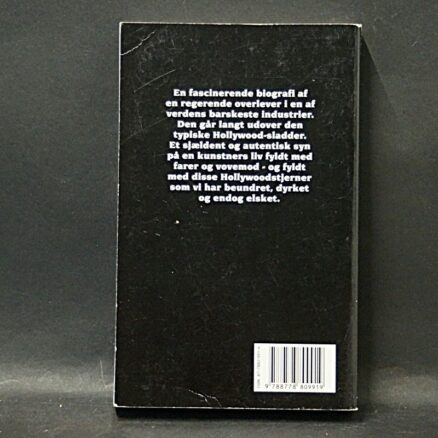 En fascinerende biografi af
en regerende overlever i en af
verdens barskeste industrier.
Den går langt udover den
typiske Hollywood-sladder.
Et sjældent og autentisk syn
på en kunstners liv fyldt med
farer og vovemod - og fyldt
med disse Hollywoodstjerner
som vi har beundret, dyrket
og endog elsket.
9 788778 809919